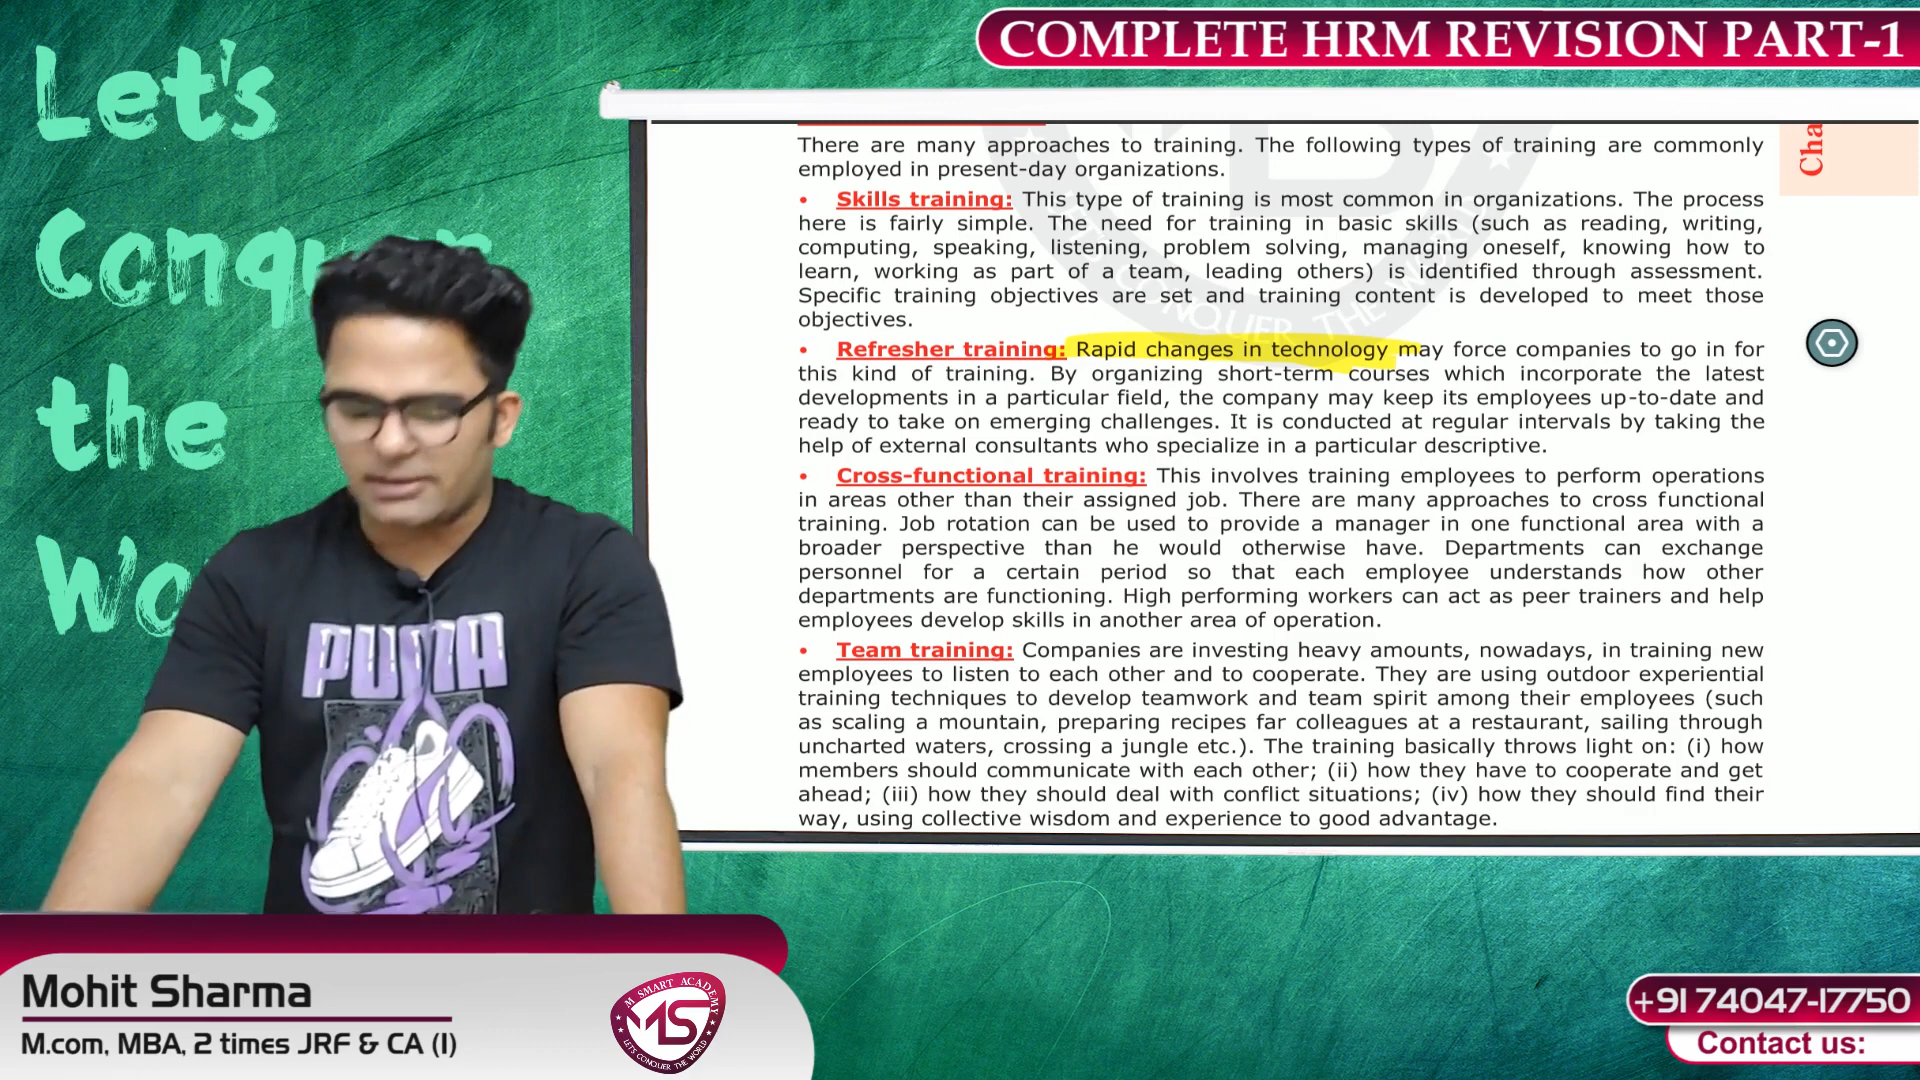 COMPLETE HRM REVISION PART-1
Let's
the
There are many approaches to training. The following types of training are commonly
employed in present-day organizations.
• Skills training: This type of training is most common in organizations. The process
here is fairly simple. The need for training in basic skills (such as reading, writing,
computing, speaking, listening, problem solving, managing oneself, knowing how to
learn, working as part of a team, leading others) is identified through assessment.
Specific training objectives are set and training content is developed to meet those
objectives.
• Refresher training: Rapid changes in technology may force companies to go in for
this kind of training. By organizing short-term courses which incorporate the latest
developments in a particular field, the company may keep its employees up-to-date and
ready to take on emerging challenges. It is conducted at regular intervals by taking the
help of external consultants who specialize in a particular descriptive.
• Cross-functional training: This involves training employees to perform operations
in areas other than their assigned job. There are many approaches to cross functional
training. Job rotation can be used to provide a manager in one functional area with a
broader perspective than he would otherwise have. Departments can exchange
personnel for a certain period so that each employee understands how other
departments are functioning. High performing workers can act as peer trainers and help
employees develop skills in another area of operation.
• Team training: Companies are investing heavy amounts, nowadays, in training new
employees to listen to each other and to cooperate. They are using outdoor experiential
training techniques to develop teamwork and team spirit among their employees (such
as scaling a mountain, preparing recipes far colleagues at a restaurant, sailing through
uncharted waters, crossing a jungle etc.). The training basically throws light on: (i) how
members should communicate with each other; (ii) how they have to cooperate and get
ahead; (iii) how they should deal with conflict situations; (iv) how they should find their
way, using collective wisdom and experience to good advantage.
Cha
CONQUER THE WOR
PUMA
Mohit Sharma
M.com, MBA, 2 times JRF & CA (I)
M SMART ACADEMY
MS
LET'S CONQUER THE WORLD
+91 74047-17750
Contact us: